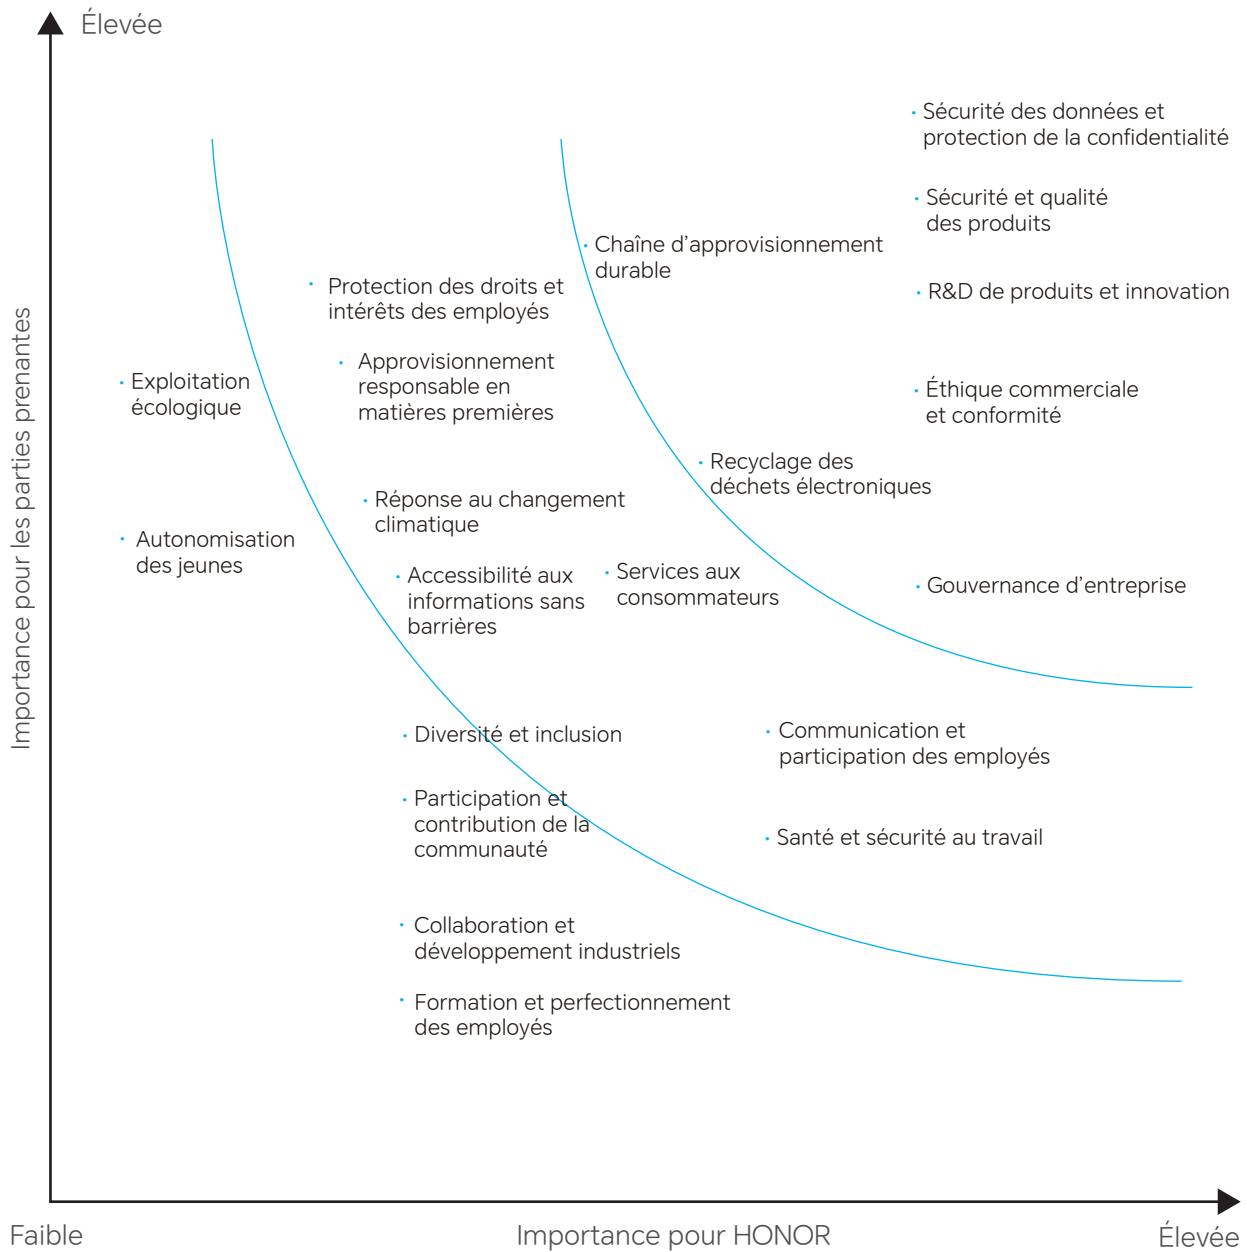 Élevée
Sécurité des données et
protection de la confidentialité
Sécurité et qualité
des produits
Chaîne d'approvisionnement
durable
R&D de produits et innovation
Protection des droits et
intérêts des employés
Approvisionnement
responsable en
matières premières
Exploitation
écologique
Éthique commerciale
et conformité
Recyclage des
déchets électroniques
Réponse au changement
climatique
Autonomisation
des jeunes
Accessibilité aux
informations sans
barrières
Services aux
consommateurs
Gouvernance d'entreprise
Diversité et inclusion
Communication et
participation des employés
Participation et
contribution de la
communauté
Santé et sécurité au travail
Collaboration et
développement industriels
Formation et perfectionnement
des employés
Importance pour les parties prenantes
Faible
Importance pour HONOR
Élevée